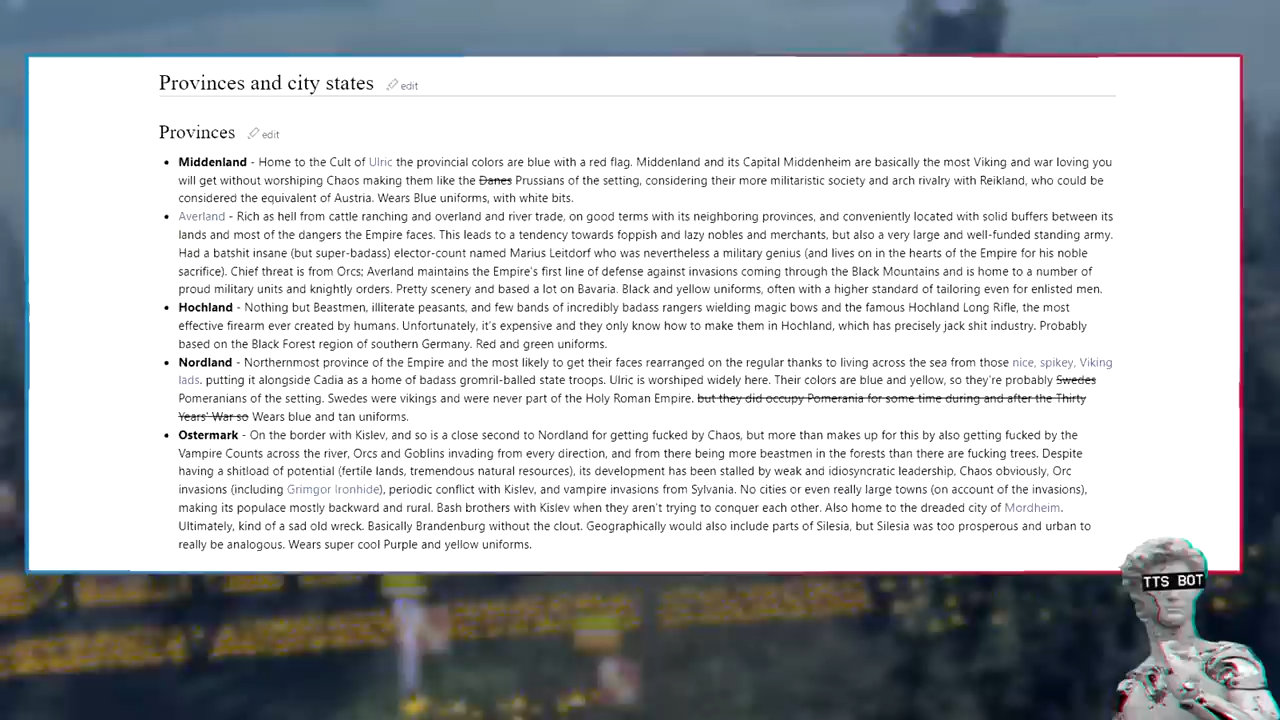 Provinces and city states edit
Provinces edit
Middenland - Home to the Cult of Ulric the provincial colors are blue with a red flag. Middenland and its Capital Middenheim are basically the most Viking and war loving you
will get without worshiping Chaos making them like the Danes Prussians of the setting, considering their more militaristic society and arch rivalry with Reikland, who could be
considered the equivalent of Austria. Wears Blue uniforms, with white bits.
Averland - Rich as hell from cattle ranching and overland and river trade, on good terms with its neighboring provinces, and conveniently located with solid buffers between its
lands and most of the dangers the Empire faces. This leads to a tendency towards foppish and lazy nobles and merchants, but also a very large and well-funded standing army.
Had a batshit insane (but super-badass) elector-count named Marius Leitdorf who was nevertheless a military genius (and lives on in the hearts of the Empire for his noble
sacrifice). Chief threat is from Orcs; Averland maintains the Empire's first line of defense against invasions coming through the Black Mountains and is home to a number of
proud military units and knightly orders. Pretty scenery and based a lot on Bavaria. Black and yellow uniforms, often with a higher standard of tailoring even for enlisted men.
Hochland - Nothing but Beastmen, illiterate peasants, and few bands of incredibly badass rangers wielding magic bows and the famous Hochland Long Rifle, the most
effective firearm ever created by humans. Unfortunately, it's expensive and they only know how to make them in Hochland, which has precisely jack shit industry. Probably
based on the Black Forest region of southern Germany. Red and green uniforms.
Nordland - Northernmost province of the Empire and the most likely to get their faces rearranged on the regular thanks to living across the sea from those nice, spikey, Viking
lads. putting it alongside Cadia as a home of badass gromril-balled state troops. Ulric is worshiped widely here. Their colors are blue and yellow, so they're probably Swedes
Pomeranians of the setting. Swedes were vikings and were never part of the Holy Roman Empire. but they did occupy Pomerania for some time during and after the Thirty
Years' War so Wears blue and tan uniforms.
Ostermark - On the border with Kislev, and so is a close second to Nordland for getting fucked by Chaos, but more than makes up for this by also getting fucked by the
Vampire Counts across the river, Orcs and Goblins invading from every direction, and from there being more beastmen in the forests than there are fucking trees. Despite
having a shitload of potential (fertile lands, tremendous natural resources), its development has been stalled by weak and idiosyncratic leadership. Chaos obviously, Orc
invasions (including Grimgor Ironhide), periodic conflict with Kislev, and vampire invasions from Sylvania. No cities or even really large towns (on account of the invasions),
making its populace mostly backward and rural. Bash brothers with Kislev when they aren't trying to conquer each other. Also home to the dreaded city of Mordheim.
Ultimately, kind of a sad old wreck. Basically Brandenburg without the clout. Geographically would also include parts of Silesia, but Silesia was too prosperous and urban to
really be analogous. Wears super cool Purple and yellow uniforms.
TTS BOT